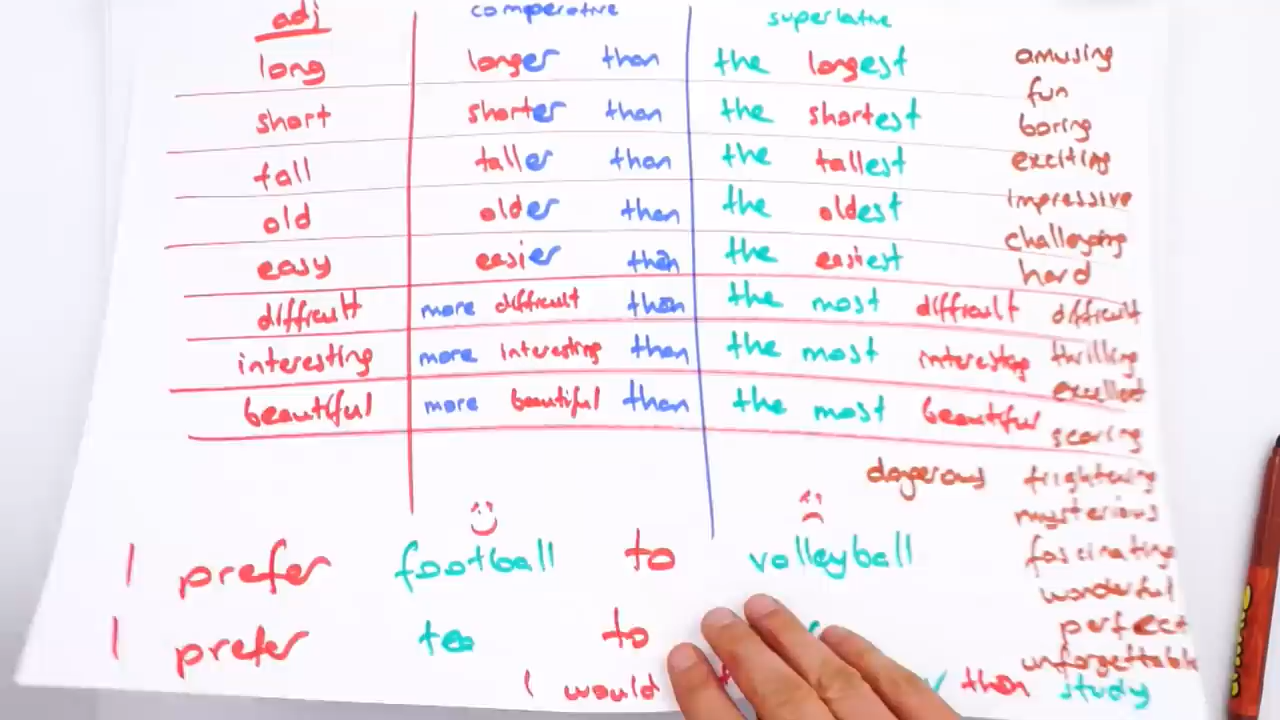 adj comperative superlative
long longer than the longest amusing
fun
short shorter than the shortest boring
tall taller than the tallest exciting
old older than the oldest impressive
easy easier than the easiest challenging
hard
difficult more difficult than the most difficult difficult
interesting more interesting than the most interesting thrilling
excellent
beautiful more beautiful than the most beautiful
scaring
dangerous frightening
mysterious
I prefer football to volleyball fascinating
wonderful
I prefer tea to perfect
unforgettable
I would than study